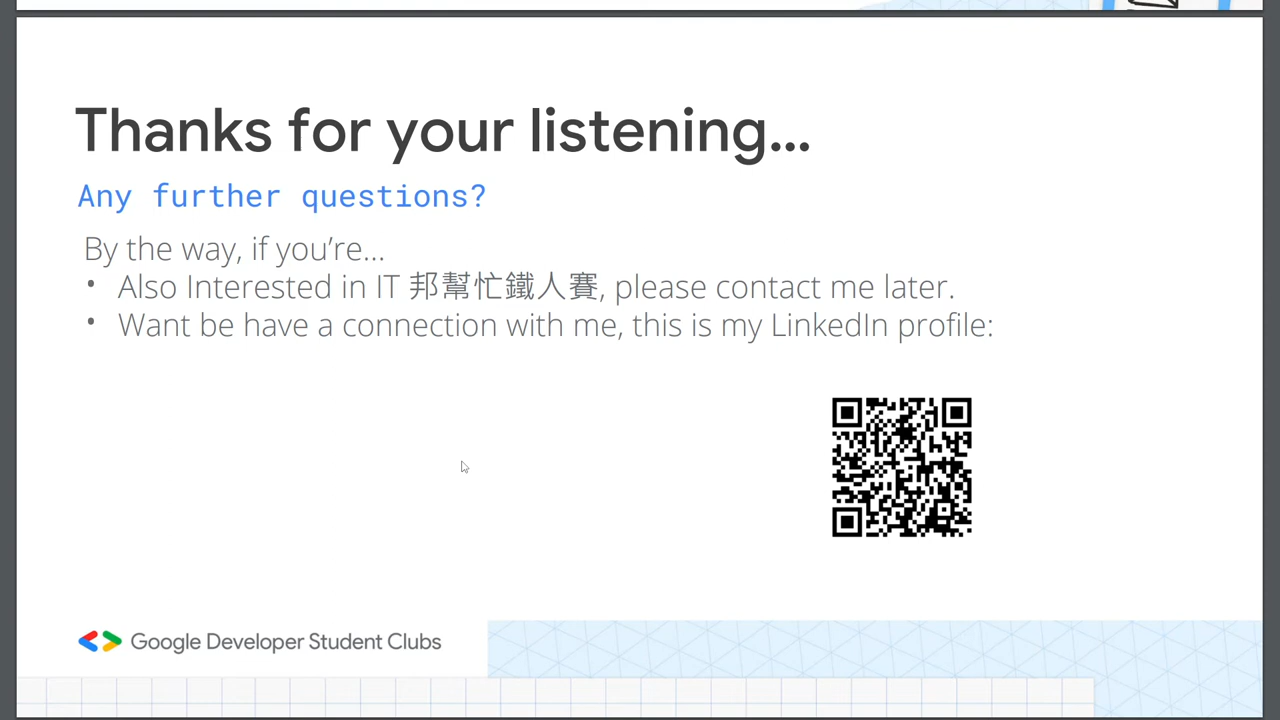 Thanks for your listening...
Any further questions?
By the way, if you're...
• Also Interested in IT 邦幫忙鐵人賽, please contact me later.
• Want be have a connection with me, this is my LinkedIn profile:
Google Developer Student Clubs